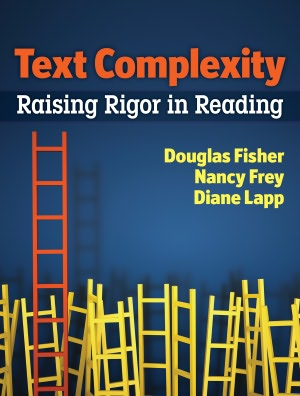 Text Complexity
Raising Rigor in Reading
Douglas Fisher
Nancy Frey
Diane Lapp